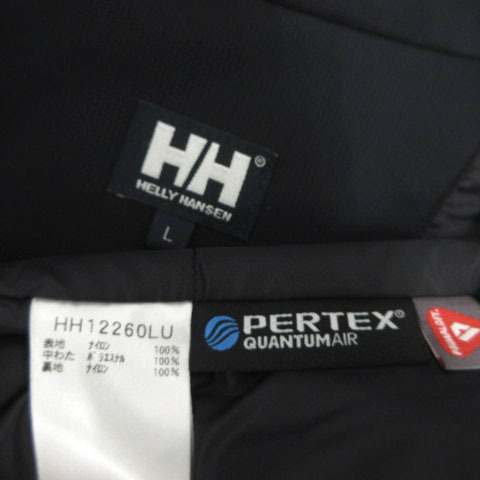 HH®
HELLY HANSEN
L
HH12260LU
表地 ナイロン 100%
中わた ポリエステル 100%
裏地 ナイロン 100%
PERTEX®
QUANTUMAIR
PRIMALOFT